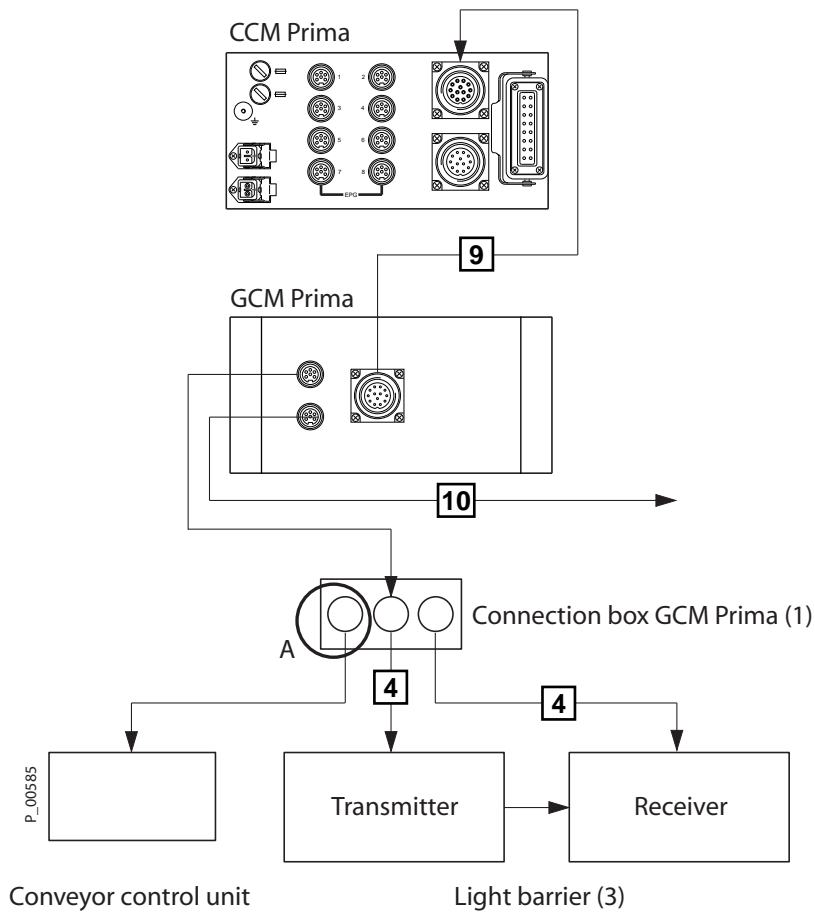 CCM Prima
1 2
3 4
5 6
7 8
EPG
9
GCM Prima
10
Connection box GCM Prima (1)
A
4
4
P_00585
Transmitter
Receiver
Conveyor control unit
Light barrier (3)